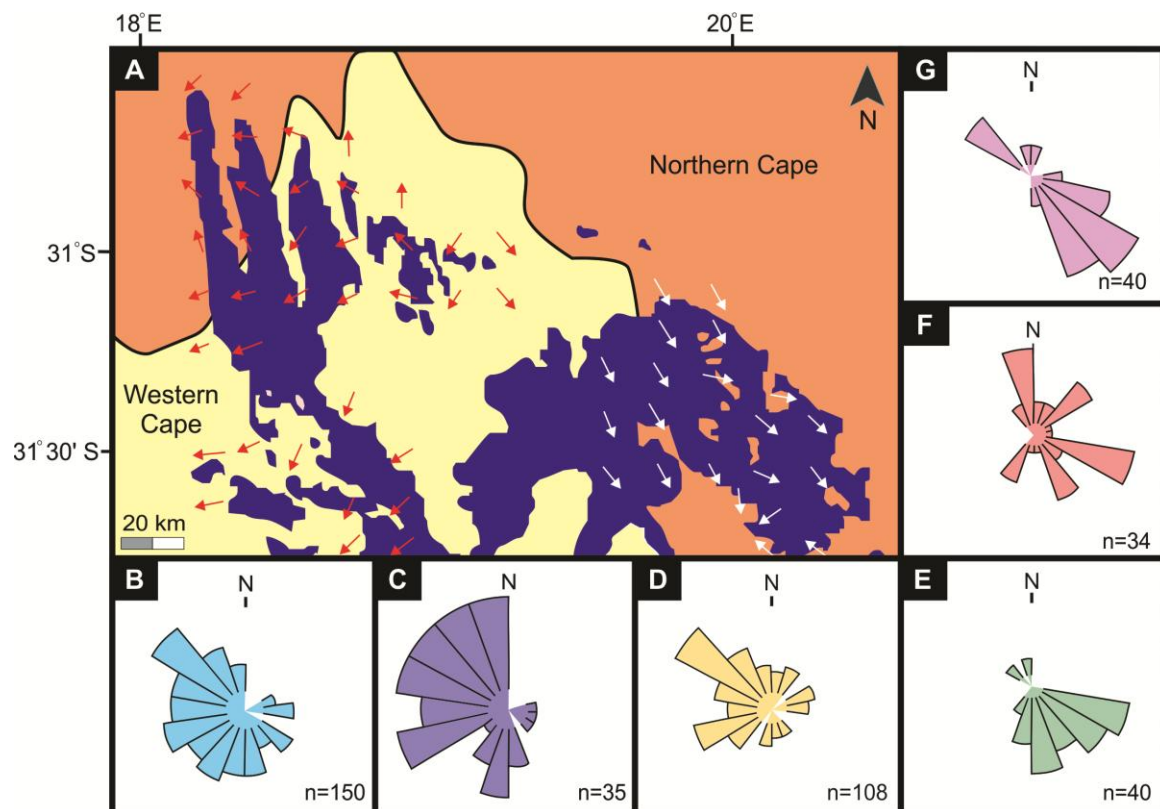 18°E
20°E
A
N
Northern Cape
31°S
Western
Cape
31°30' S
20 km
G
N
n=40
F
N
n=34
B
N
n=150
C
N
n=35
D
N
n=108
E
N
n=40